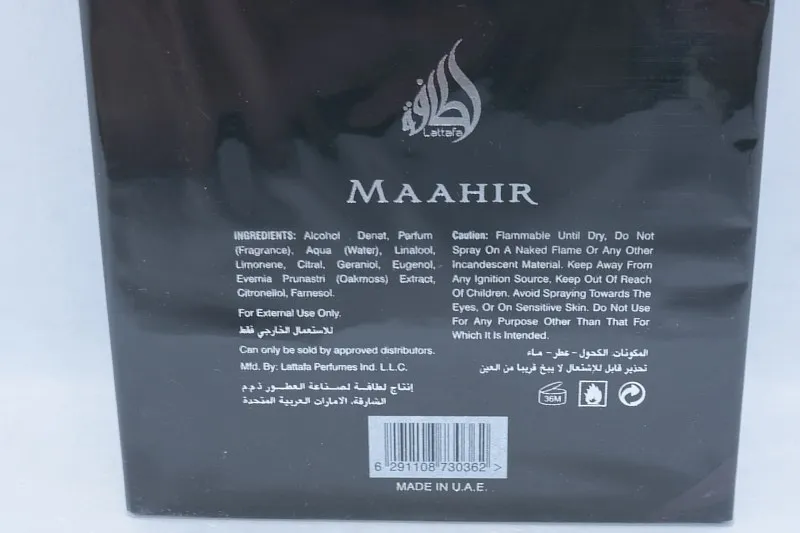 لطافة
Lattafa
MAAHIR
INGREDIENTS: Alcohol Denat, Parfum
(Fragrance), Aqua (Water), Linalool,
Limonene, Citral, Geraniol, Eugenol,
Evernia Prunastri (Oakmoss) Extract,
Citronellol, Farnesol.
For External Use Only.
للاستعمال الخارجي فقط
Can only be sold by approved distributors.
Mfd. By: Lattafa Perfumes Ind. L.L.C.
إنتاج لطافة لصناعة العطور ذ.م.م
الشارقة، الامارات العربية المتحدة
Caution: Flammable Until Dry, Do Not
Spray On A Naked Flame Or Any Other
Incandescent Material. Keep Away From
Any Ignition Source, Keep Out Of Reach
Of Children. Avoid Spraying Towards The
Eyes, Or On Sensitive Skin. Do Not Use
For Any Purpose Other Than That For
Which It Is Intended.
المكونات: الكحول - عطر - ماء
تحذير قابل للإشتعال لا يبخ قريبا من العين
36M
6 291108 730362 >
MADE IN U.A.E.